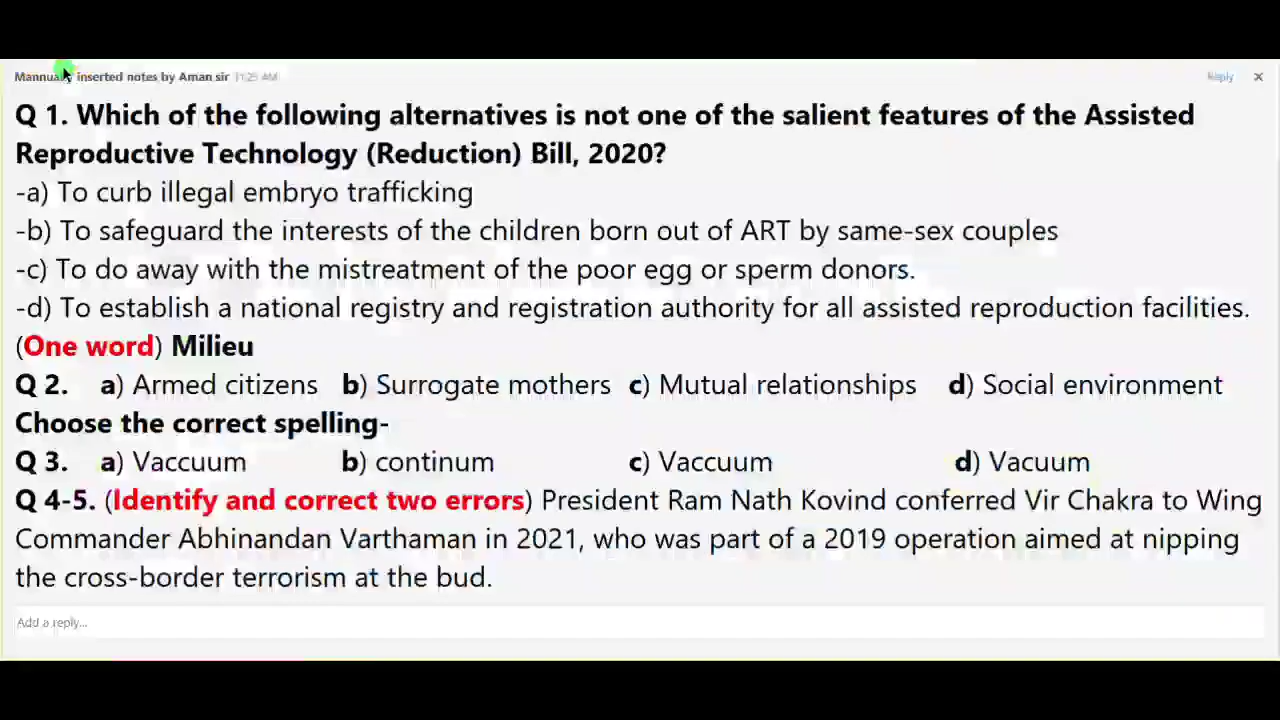 Mannually inserted notes by Aman sir 11:25 AM
Reply
Q 1. Which of the following alternatives is not one of the salient features of the Assisted
Reproductive Technology (Reduction) Bill, 2020?
-a) To curb illegal embryo trafficking
-b) To safeguard the interests of the children born out of ART by same-sex couples
-c) To do away with the mistreatment of the poor egg or sperm donors.
-d) To establish a national registry and registration authority for all assisted reproduction facilities.
(One word) Milieu
Q 2. a) Armed citizens b) Surrogate mothers c) Mutual relationships d) Social environment
Choose the correct spelling-
Q 3. a) Vaccuum b) continum c) Vaccuum d) Vacuum
Q 4-5. (Identify and correct two errors) President Ram Nath Kovind conferred Vir Chakra to Wing
Commander Abhinandan Varthaman in 2021, who was part of a 2019 operation aimed at nipping
the cross-border terrorism at the bud.
Add a reply...